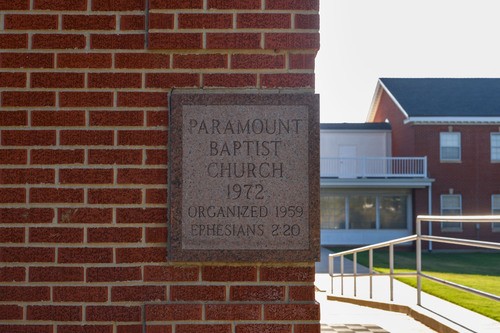 PARAMOUNT
BAPTIST
CHURCH
1972
ORGANIZED 1959
EPHESIANS 2:20